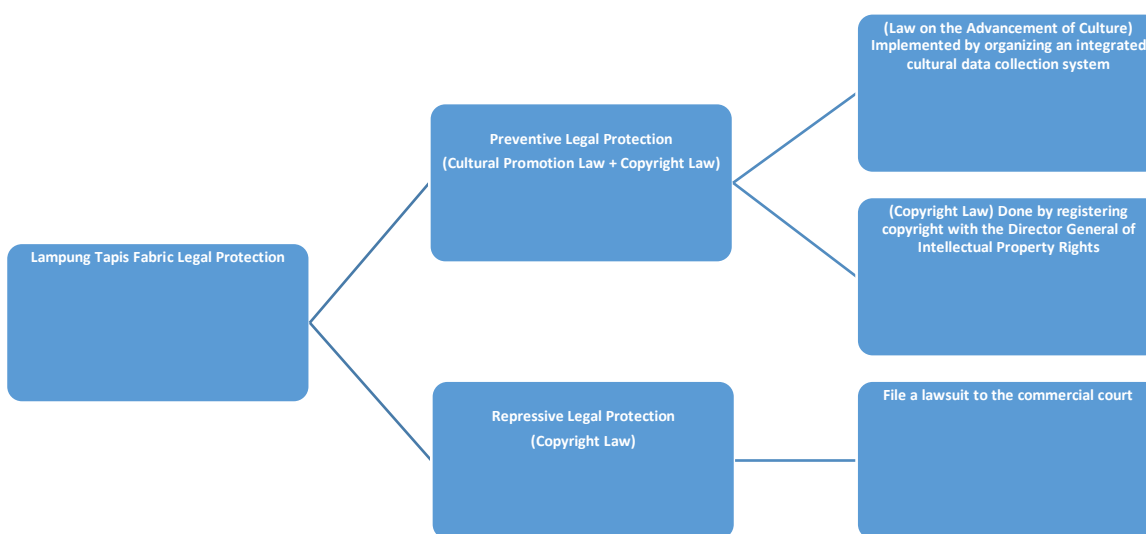 Lampung Tapis Fabric Legal Protection
Preventive Legal Protection
(Cultural Promotion Law + Copyright Law)
Repressive Legal Protection
(Copyright Law)
(Law on the Advancement of Culture)
Implemented by organizing an integrated
cultural data collection system
(Copyright Law) Done by registering
copyright with the Director General of
Intellectual Property Rights
File a lawsuit to the commercial court